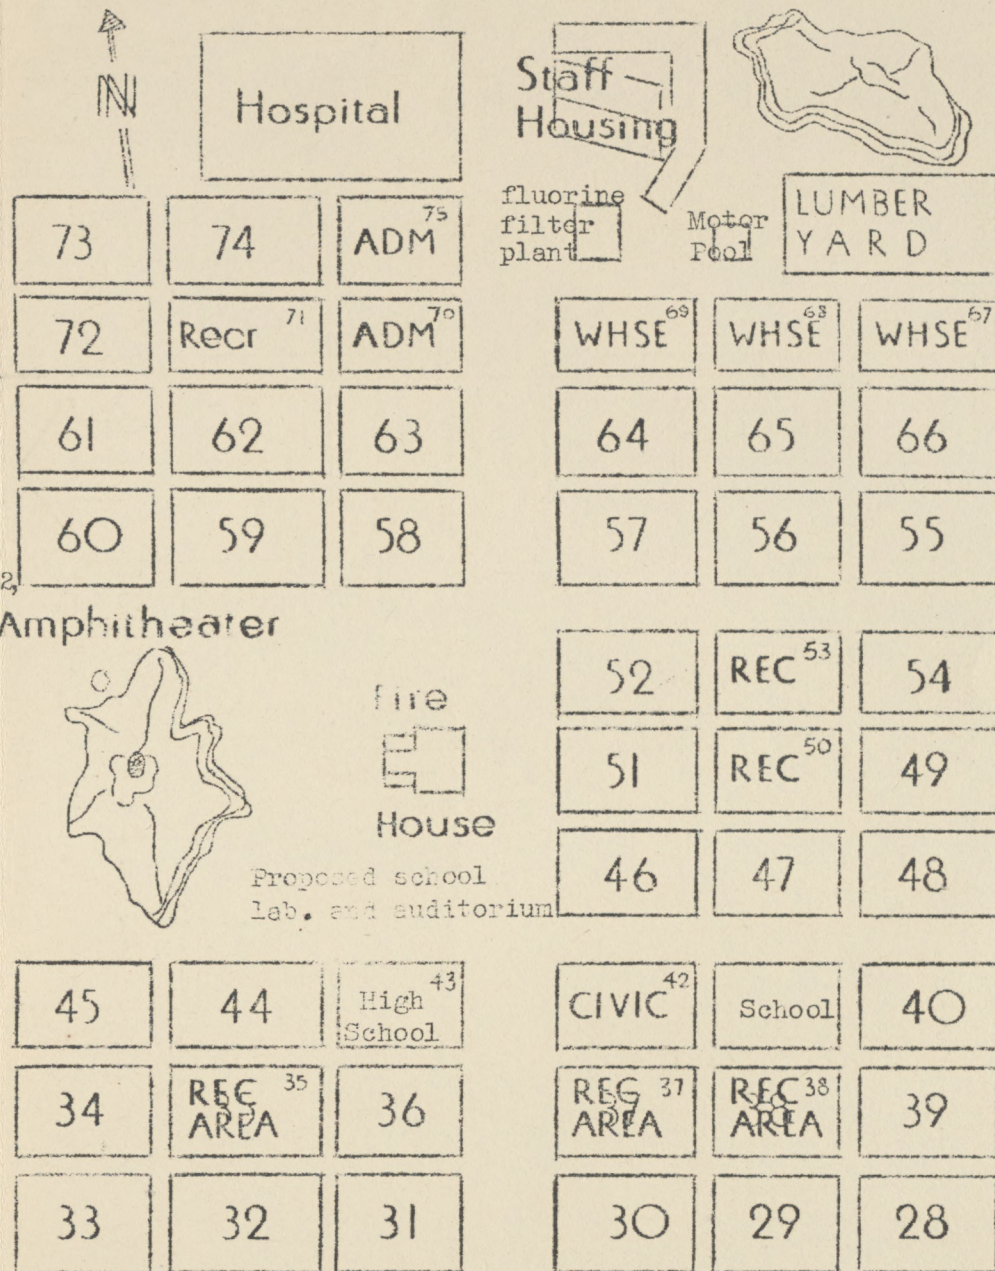 N
Hospital
Staff
Housing
fluorine
filter
plant
Motor
Pool
LUMBER
YARD
73
74
ADM 75
72
Recr 71
ADM 70
WHSE 69
WHSE 68
WHSE 67
61
62
63
64
65
66
60
59
58
57
56
55
2,
Amphitheater
Fire
House
52
REC 53
54
51
REC 50
49
46
47
48
Proposed school
lab. and auditorium
45
44
High 43
School
CIVIC 42
School
40
34
REC 35
AREA
36
REC 37
AREA
REC 38
AREA
39
33
32
31
30
29
28